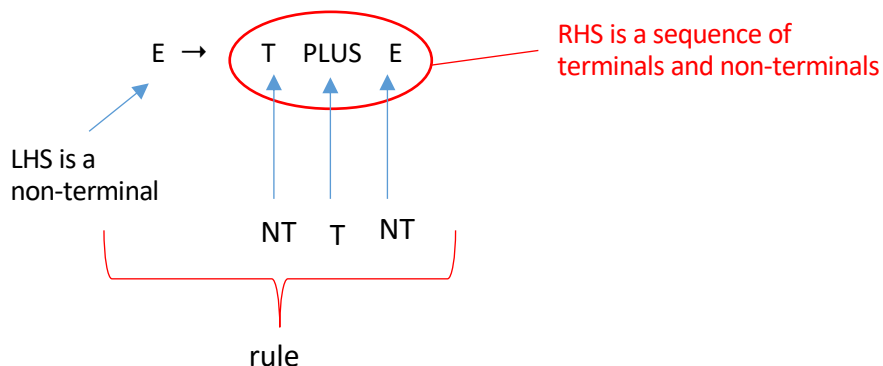 E → T PLUS E
RHS is a sequence of
terminals and non-terminals
LHS is a
non-terminal
NT T NT
rule